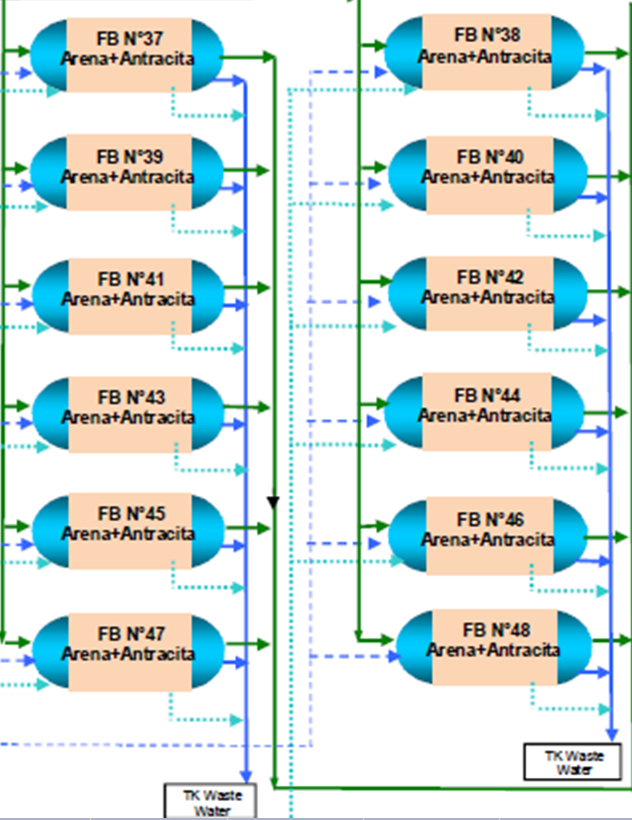 FB N°37
Arena+Antracita
FB N°38
Arena+Antracita
FB N°39
Arena+Antracita
FB N°40
Arena+Antracita
FB N°41
Arena+Antracita
FB N°42
Arena+Antracita
FB N°43
Arena+Antracita
FB N°44
Arena+Antracita
FB N°45
Arena+Antracita
FB N°46
Arena+Antracita
FB N°47
Arena+Antracita
FB N°48
Arena+Antracita
TK Waste
Water
TK Waste
Water